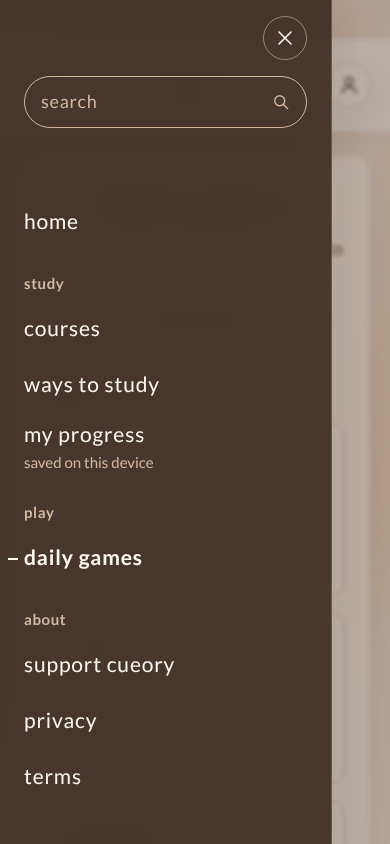 search
home
study
courses
ways to study
my progress
saved on this device
play
daily games
about
support cueory
privacy
terms